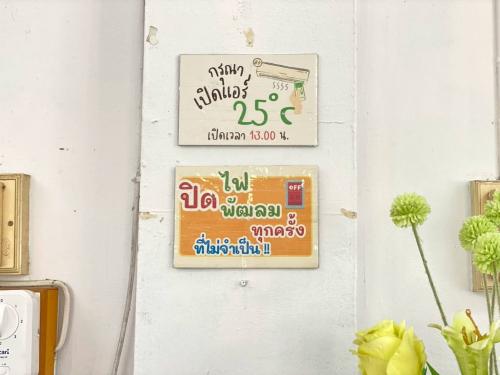 กรุณา
เปิดแอร์
25°c
เปิดเวลา 13.00 น.
ปิด ไฟ
พัฒลม
OFF
ทุกครั้ง
ที่ไม่จำเป็น !!